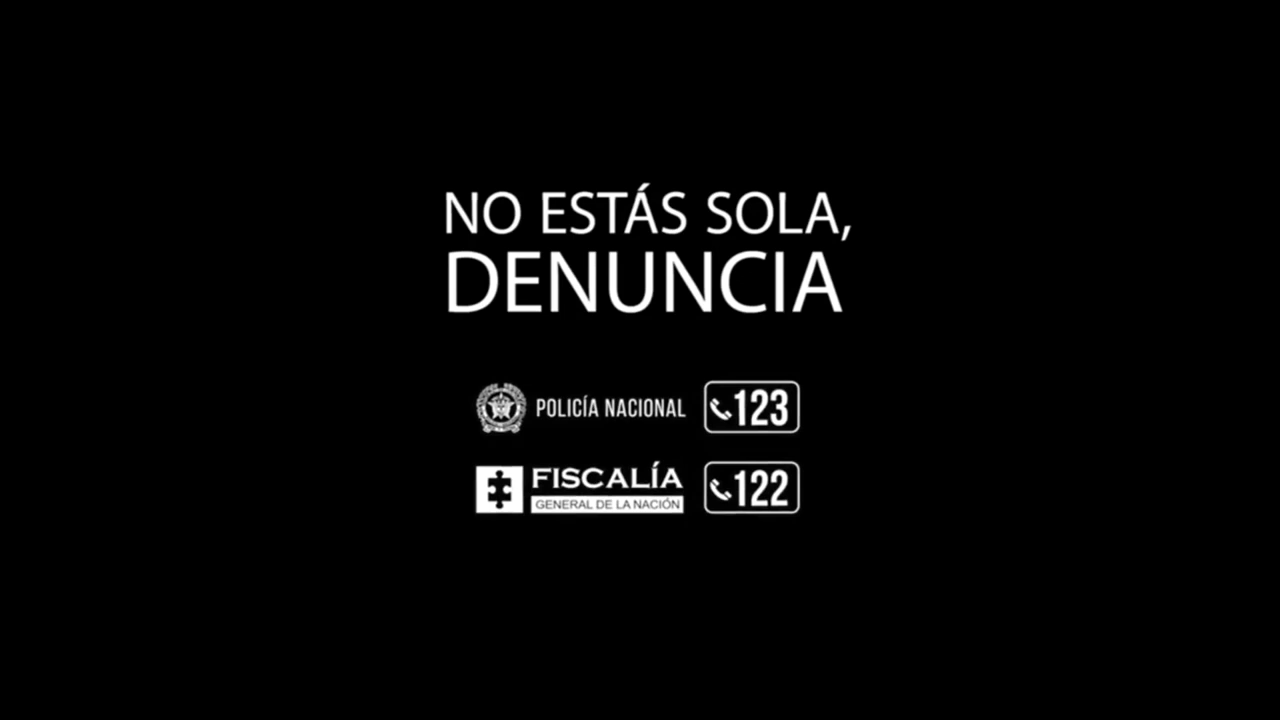 NO ESTÁS SOLA,
DENUNCIA
POLICÍA NACIONAL 123
FISCALÍA 122
GENERAL DE LA NACIÓN